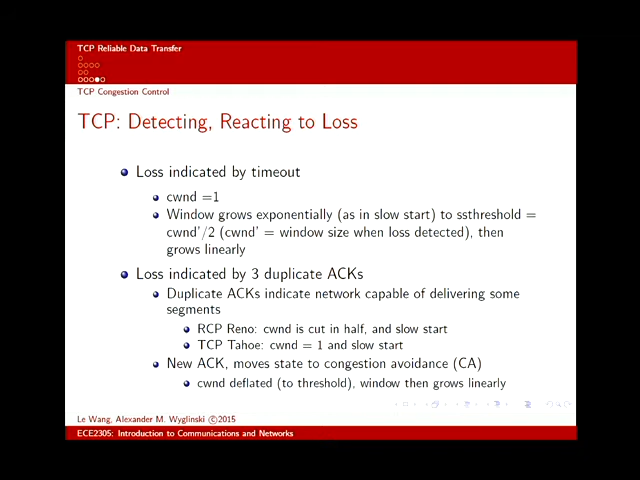 TCP Reliable Data Transfer
TCP Congestion Control
TCP: Detecting, Reacting to Loss
Loss indicated by timeout
cwnd =1
Window grows exponentially (as in slow start) to ssthreshold =
cwnd'/2 (cwnd' = window size when loss detected), then
grows linearly
Loss indicated by 3 duplicate ACKs
Duplicate ACKs indicate network capable of delivering some
segments
RCP Reno: cwnd is cut in half, and slow start
TCP Tahoe: cwnd = 1 and slow start
New ACK, moves state to congestion avoidance (CA)
cwnd deflated (to threshold), window then grows linearly
Le Wang, Alexander M. Wyglinski ©2015
ECE2305: Introduction to Communications and Networks